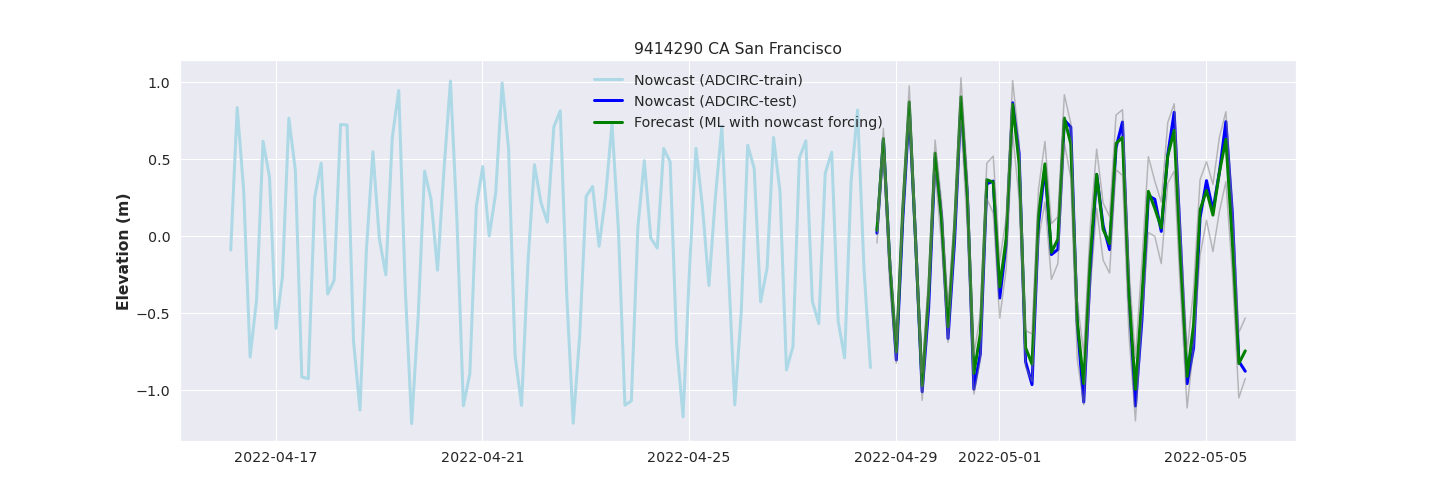 9414290 CA San Francisco
Nowcast (ADCIRC-train)
Nowcast (ADCIRC-test)
Forecast (ML with nowcast forcing)
Elevation (m)
1.0
0.5
0.0
−0.5
−1.0
2022-04-17
2022-04-21
2022-04-25
2022-04-29
2022-05-01
2022-05-05